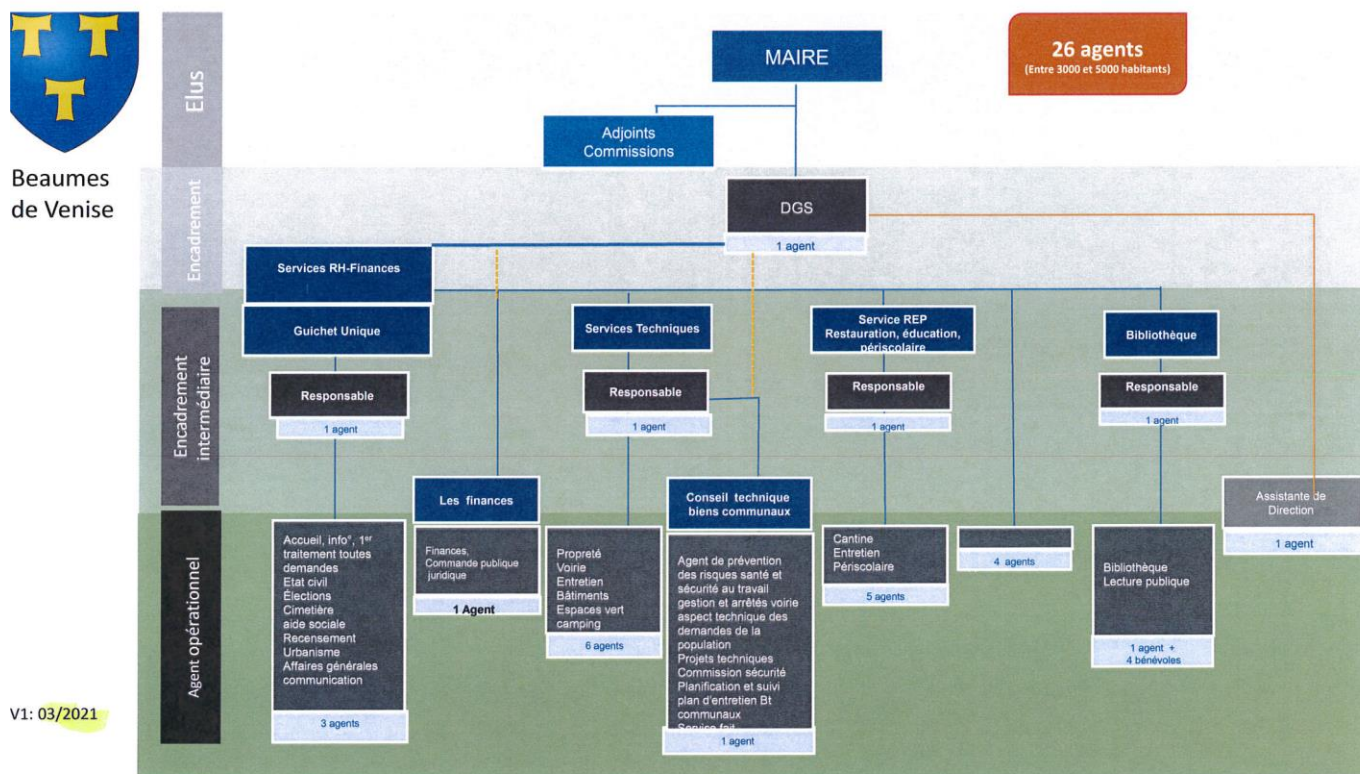 Beaumes
de Venise
V1: 03/2021
Elus
Encadrement
Encadrement
intermédiaire
Agent opérationnel
26 agents
(Entre 3000 et 5000 habitants)
MAIRE
Adjoints
Commissions
DGS
1 agent
Services RH-Finances
Guichet Unique
Responsable
1 agent
Services Techniques
Responsable
1 agent
Service REP
Restauration, éducation,
périscolaire
Responsable
1 agent
Bibliothèque
Responsable
1 agent
Assistante de
Direction
1 agent
Accueil, info°, 1er
traitement toutes
demandes
Etat civil
Élections
Cimetière
aide sociale
Recensement
Urbanisme
Affaires générales
communication
3 agents
Les finances
Finances,
Commande publique
juridique
1 Agent
Propreté
Voirie
Entretien
Bâtiments
Espaces vert
camping
6 agents
Conseil technique
biens communaux
Agent de prévention
des risques santé et
sécurité au travail
gestion et arrêtés voirie
aspect technique des
demandes de la
population
Projets techniques
Commission sécurité
Planification et suivi
plan d'entretien Bt
communaux
Service fait
1 agent
Cantine
Entretien
Périscolaire
5 agents
4 agents
Bibliothèque
Lecture publique
1 agent +
4 bénévoles